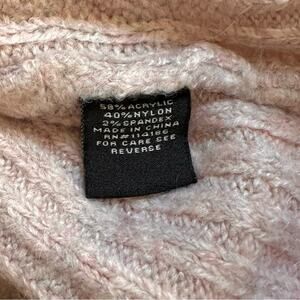 58% ACRYLIC
40% NYLON
2% SPANDEX
MADE IN CHINA
RN#114186
FOR CARE SEE
REVERSE